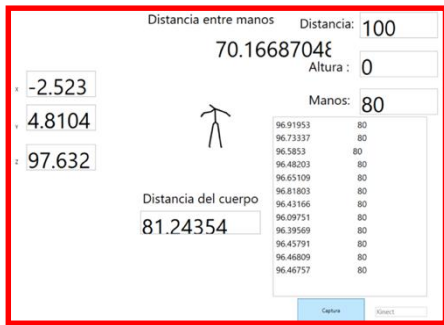 Distancia entre manos
Distancia: 100
70.16687048
Altura : 0
Manos: 80
X -2.523
Y 4.8104
Z 97.632
96.91953 80
96.73337 80
96.5853 80
96.48203 80
96.65109 80
96.81803 80
96.43166 80
96.09751 80
96.39569 80
96.45791 80
96.46809 80
96.46757 80
Distancia del cuerpo
81.24354
Captura
Kinect